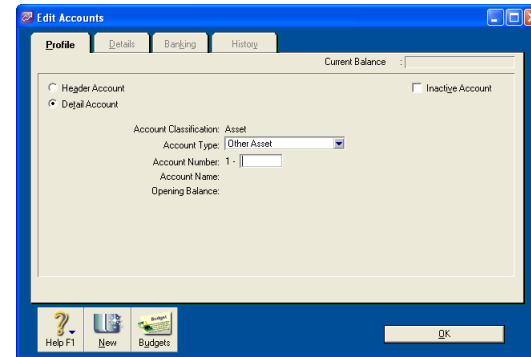 Edit Accounts
Profile Details Banking History
Current Balance :
Header Account Inactive Account
Detail Account
Account Classification: Asset
Account Type: Other Asset
Account Number: 1 -
Account Name:
Opening Balance:
Budget
Help F1 New Budgets OK